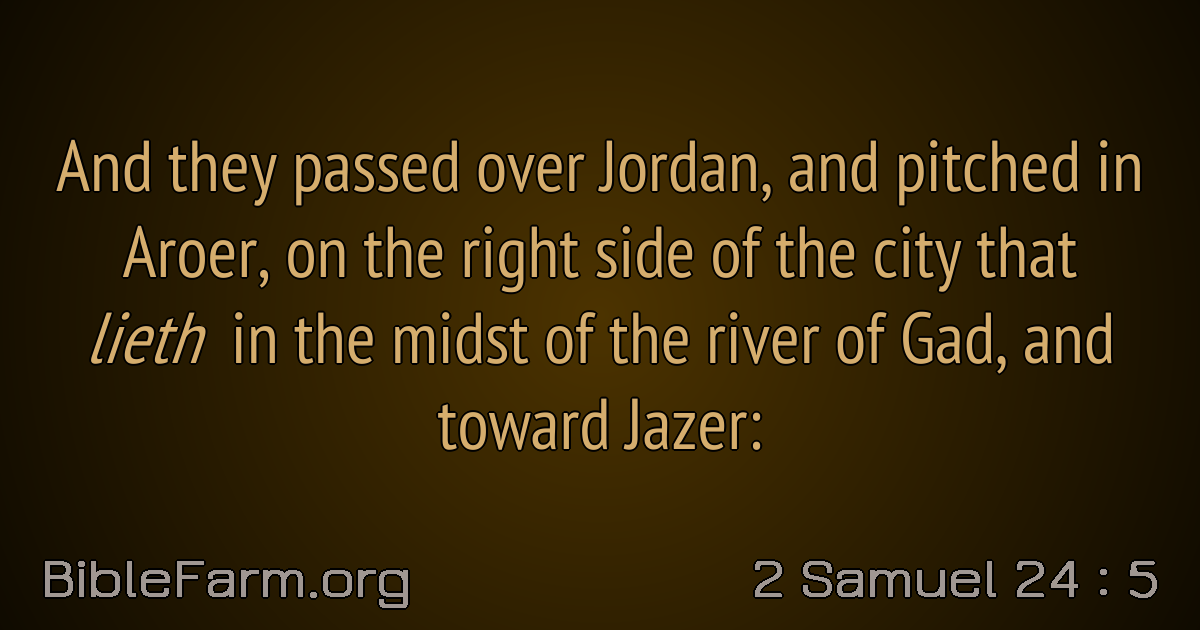 And they passed over Jordan, and pitched in
Aroer, on the right side of the city that
lieth in the midst of the river of Gad, and
toward Jazer:
BibleFarm.org
2 Samuel 24 : 5